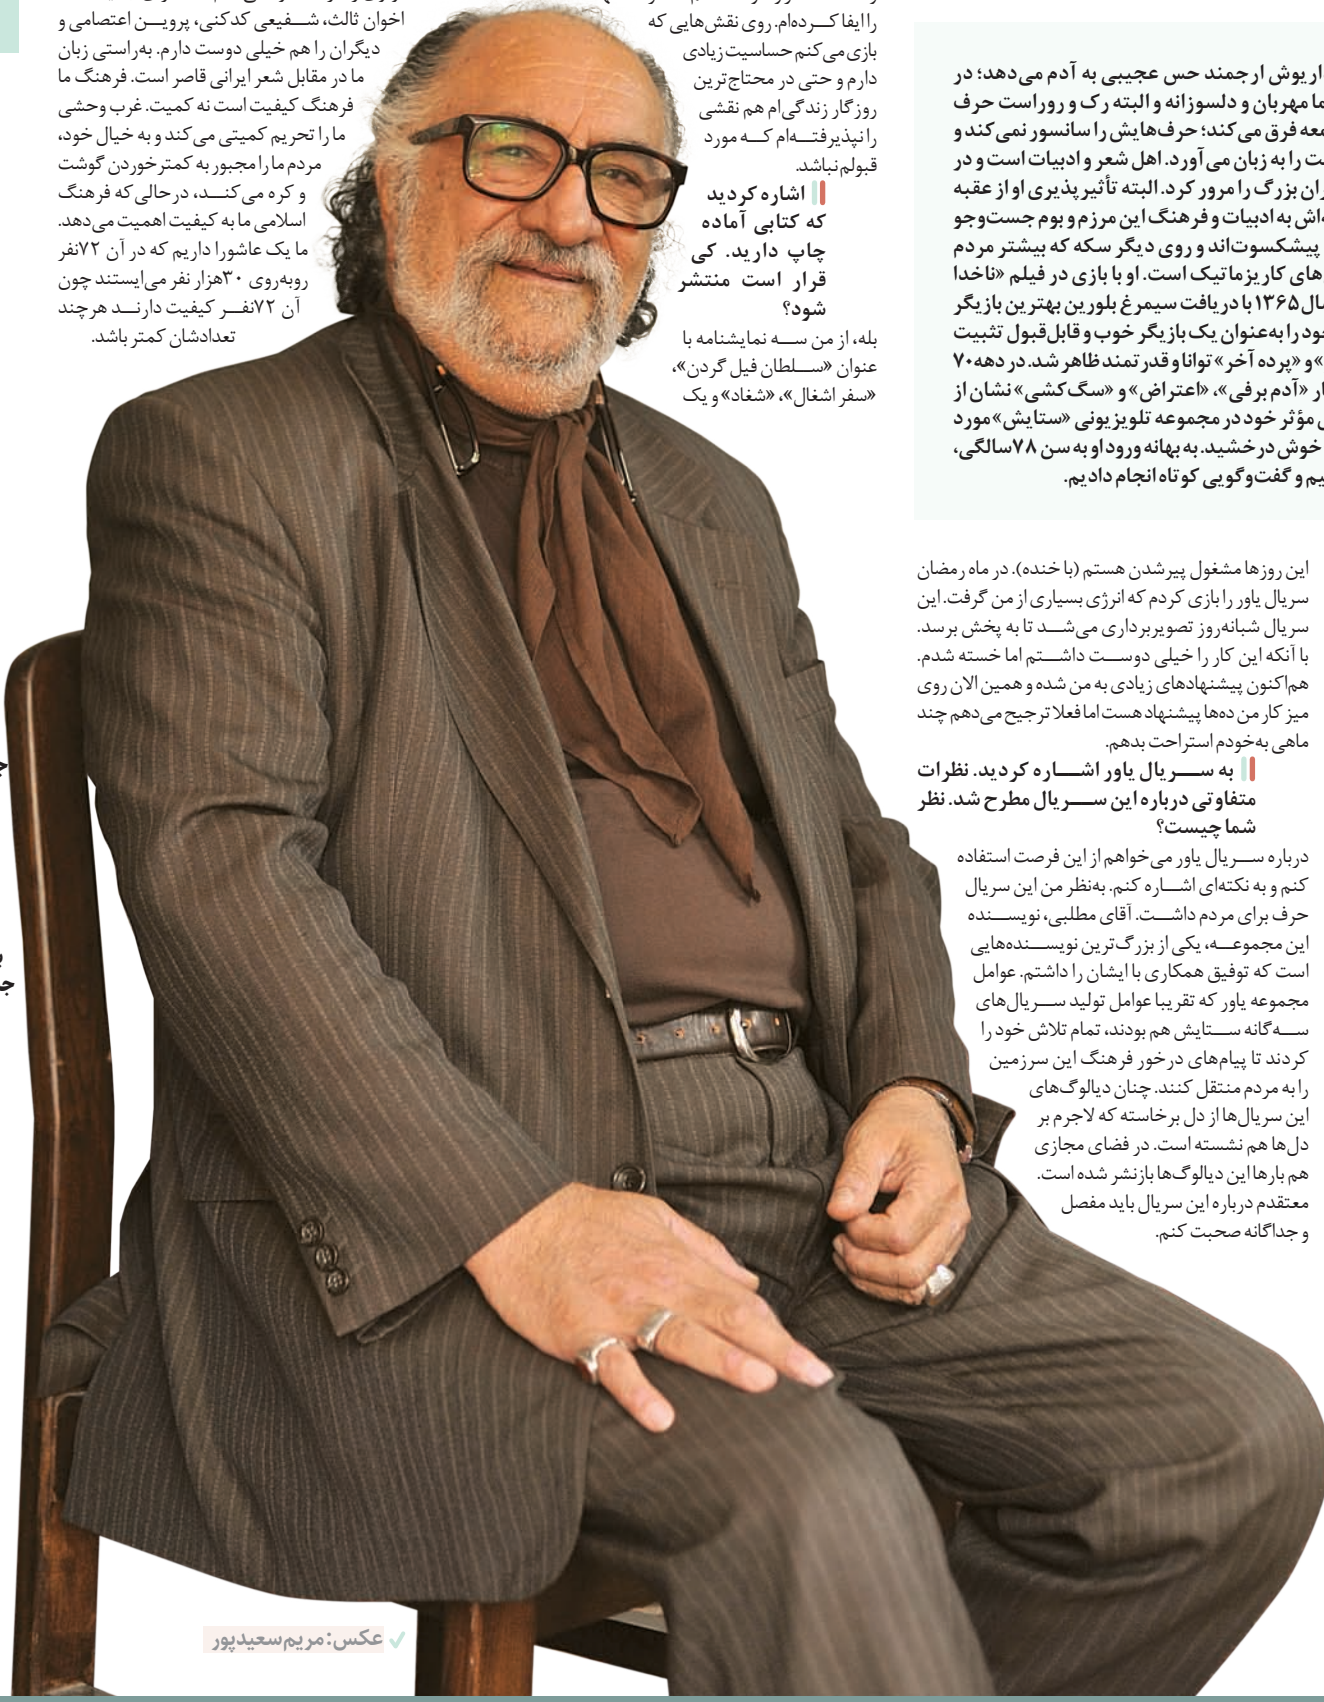 داریوش ارجمند حس عجیبی به آدم می‌دهد؛ در
ما مهربان و دلسوزانه و البته رک و روراست حرف
فرق می‌کند؛ حرف‌هایش را سانسور نمی‌کند و
را به زبان می‌آورد. اهل شعر و ادبیات است و در
بزرگ را مرور کرد. البته تأثیرپذیری او از عقبه
به ادبیات و فرهنگ این مرزم و بوم جست‌وجو
پیشکسوت‌اند و روی دیگر سکه که بیشتر مردم
های کاریزماتیک است. او با بازی در فیلم «ناخدا
سال ۱۳۶۵ با دریافت سیمرغ بلورین بهترین بازیگر
خود را به‌عنوان یک بازیگر خوب و قابل‌قبول تثبیت
» و «پرده آخر» توانا و قدرتمند ظاهر شد. در دهه ۷۰
«آدم برفی»، «اعتراض» و «سگ‌کشی» نشان از
مؤثر خود در مجموعه تلویزیونی «ستایش» مورد
خوش درخشید. به بهانه ورود او به سن ۷۸سالگی،
و گفت‌وگویی کوتاه انجام دادیم.
این روزها مشغول پیرشدن هستم (با خنده). در ماه رمضان
سریال یاور را بازی کردم که انرژی بسیاری از من گرفت. این
سریال شبانه‌روز تصویربرداری می‌شد تا به پخش برسد.
با آنکه این کار را خیلی دوست داشتم اما خسته شدم.
هم‌اکنون پیشنهادهای زیادی به من شده و همین الان روی
میز کار من ده‌ها پیشنهاد هست اما فعلا ترجیح می‌دهم چند
ماهی به‌خودم استراحت بدهم.
به سریال یاور اشاره کردید. نظرات
متفاوتی درباره این سریال مطرح شد. نظر
شما چیست؟
درباره سریال یاور می‌خواهم از این فرصت استفاده
کنم و به نکته‌ای اشاره کنم. به‌نظر من این سریال
حرف برای مردم داشت. آقای مطلبی، نویسنده
این مجموعه، یکی از بزرگ‌ترین نویسنده‌هایی
است که توفیق همکاری با ایشان را داشتم. عوامل
مجموعه یاور که تقریبا عوامل تولید سریال‌های
سه‌گانه ستایش هم بودند، تمام تلاش خود را
کردند تا پیام‌های درخور فرهنگ این سرزمین
را به مردم منتقل کنند. چنان دیالوگ‌های
این سریال‌ها از دل برخاسته که لاجرم بر
دل‌ها هم نشسته است. در فضای مجازی
هم بارها این دیالوگ‌ها بازنشر شده است.
معتقدم درباره این سریال باید مفصل
و جداگانه صحبت کنم.
را ایفا کرده‌ام. روی نقش‌هایی که
بازی می‌کنم حساسیت زیادی
دارم و حتی در محتاج‌ترین
روزگار زندگی‌ام هم نقشی
را نپذیرفته‌ام که مورد
قبولم نباشد.
اشاره کردید
که کتابی آماده
چاپ دارید. کی
قرار است منتشر
شود؟
بله، از من سه نمایشنامه با
عنوان «سلطان فیل گردن»،
«سفر اشغال»، «شغاد» و یک
اخوان ثالث، شفیعی کدکنی، پروین اعتصامی و
دیگران را هم خیلی دوست دارم. به‌راستی زبان
ما در مقابل شعر ایرانی قاصر است. فرهنگ ما
فرهنگ کیفیت است نه کمیت. غرب وحشی
ما را تحریم کمیتی می‌کند و به خیال خود،
مردم ما را مجبور به کمتر خوردن گوشت
و کره می‌کند، درحالی‌که فرهنگ
اسلامی ما به کیفیت اهمیت می‌دهد.
ما یک عاشورا داریم که در آن ۷۲نفر
روبه‌روی ۳۰هزار نفر می‌ایستند چون
آن ۷۲نفر کیفیت دارند هرچند
تعدادشان کمتر باشد.
عکس: مریم سعیدپور